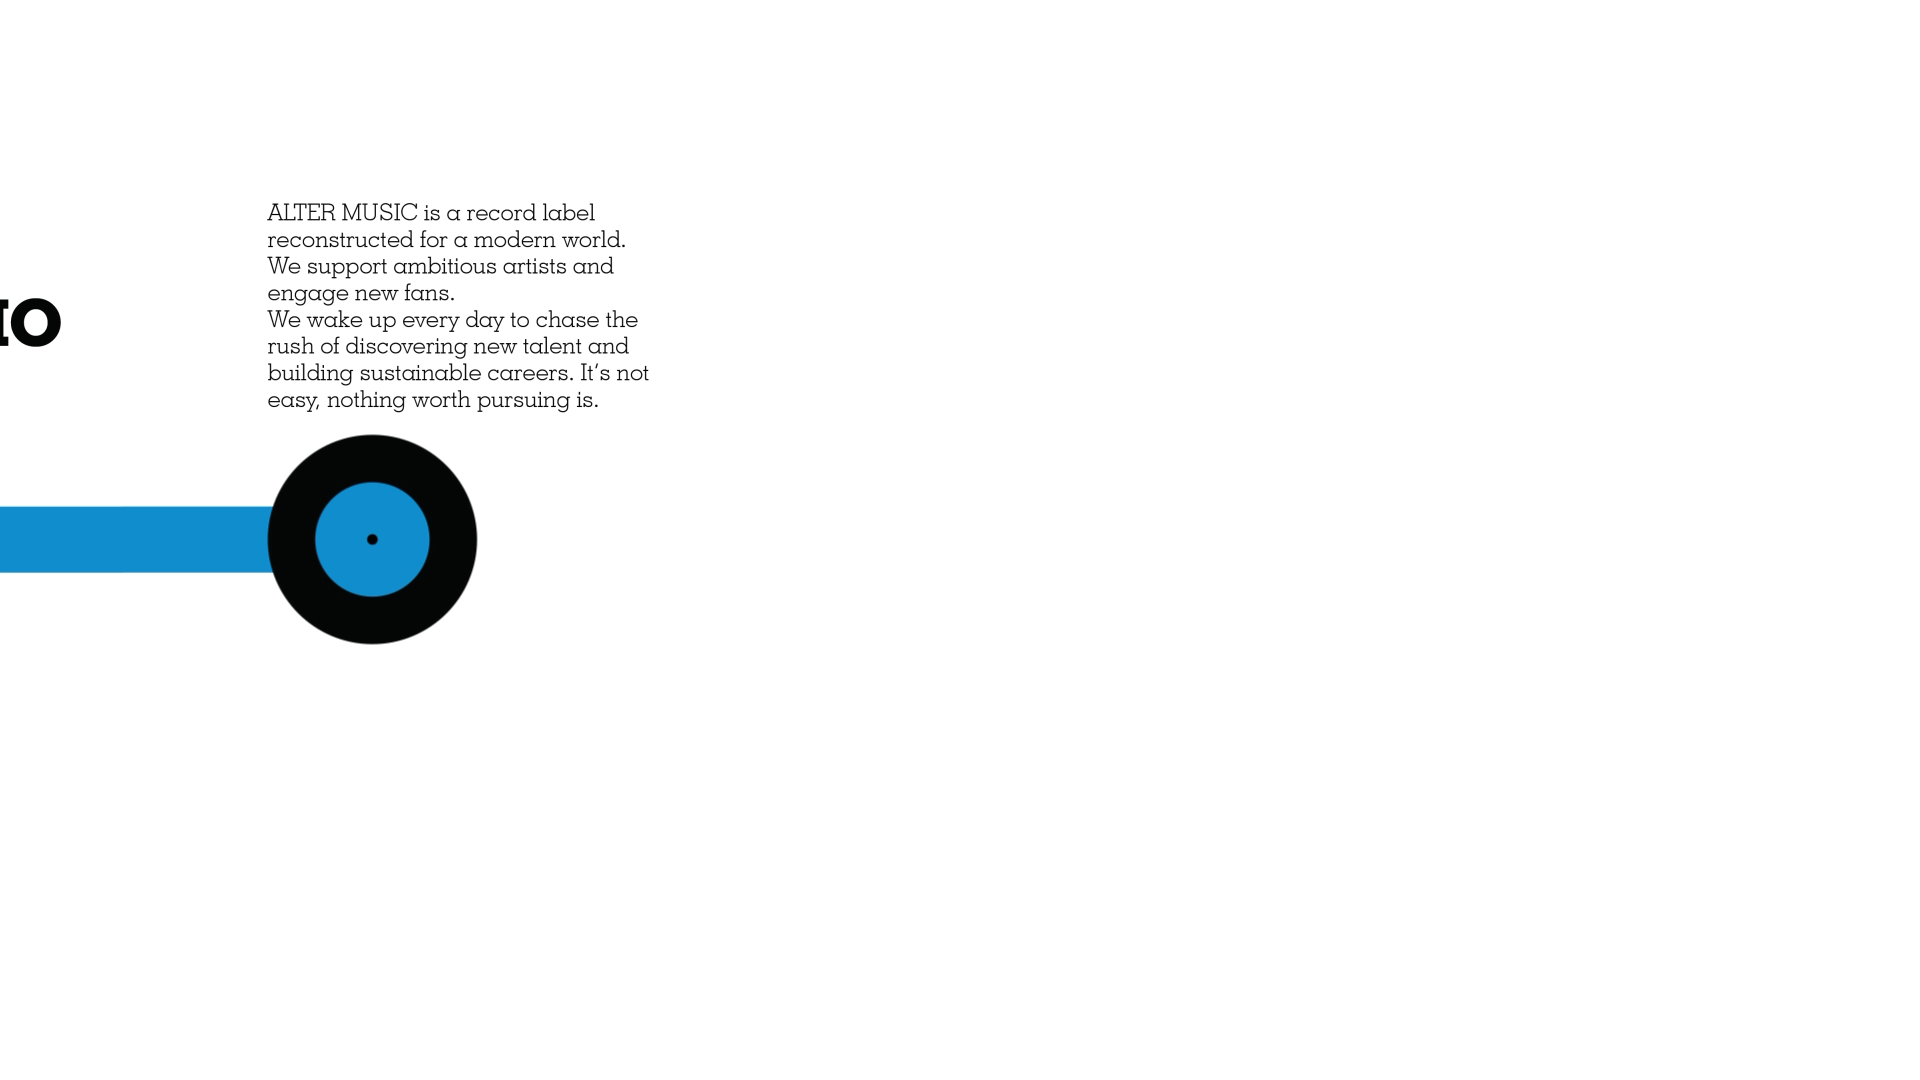 ALTER MUSIC is a record label
reconstructed for a modern world.
We support ambitious artists and
engage new fans.
We wake up every day to chase the
rush of discovering new talent and
building sustainable careers. It’s not
easy, nothing worth pursuing is.